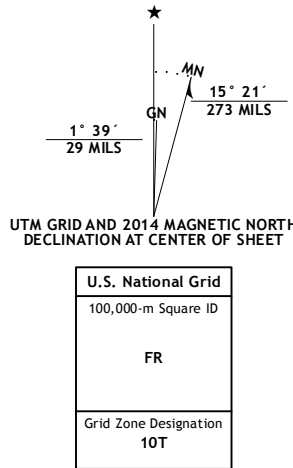 ★
MN
GN
15° 21´
273 MILS
1° 39´
29 MILS
UTM GRID AND 2014 MAGNETIC NORTH
DECLINATION AT CENTER OF SHEET
U.S. National Grid
100,000-m Square ID
FR
Grid Zone Designation
10T